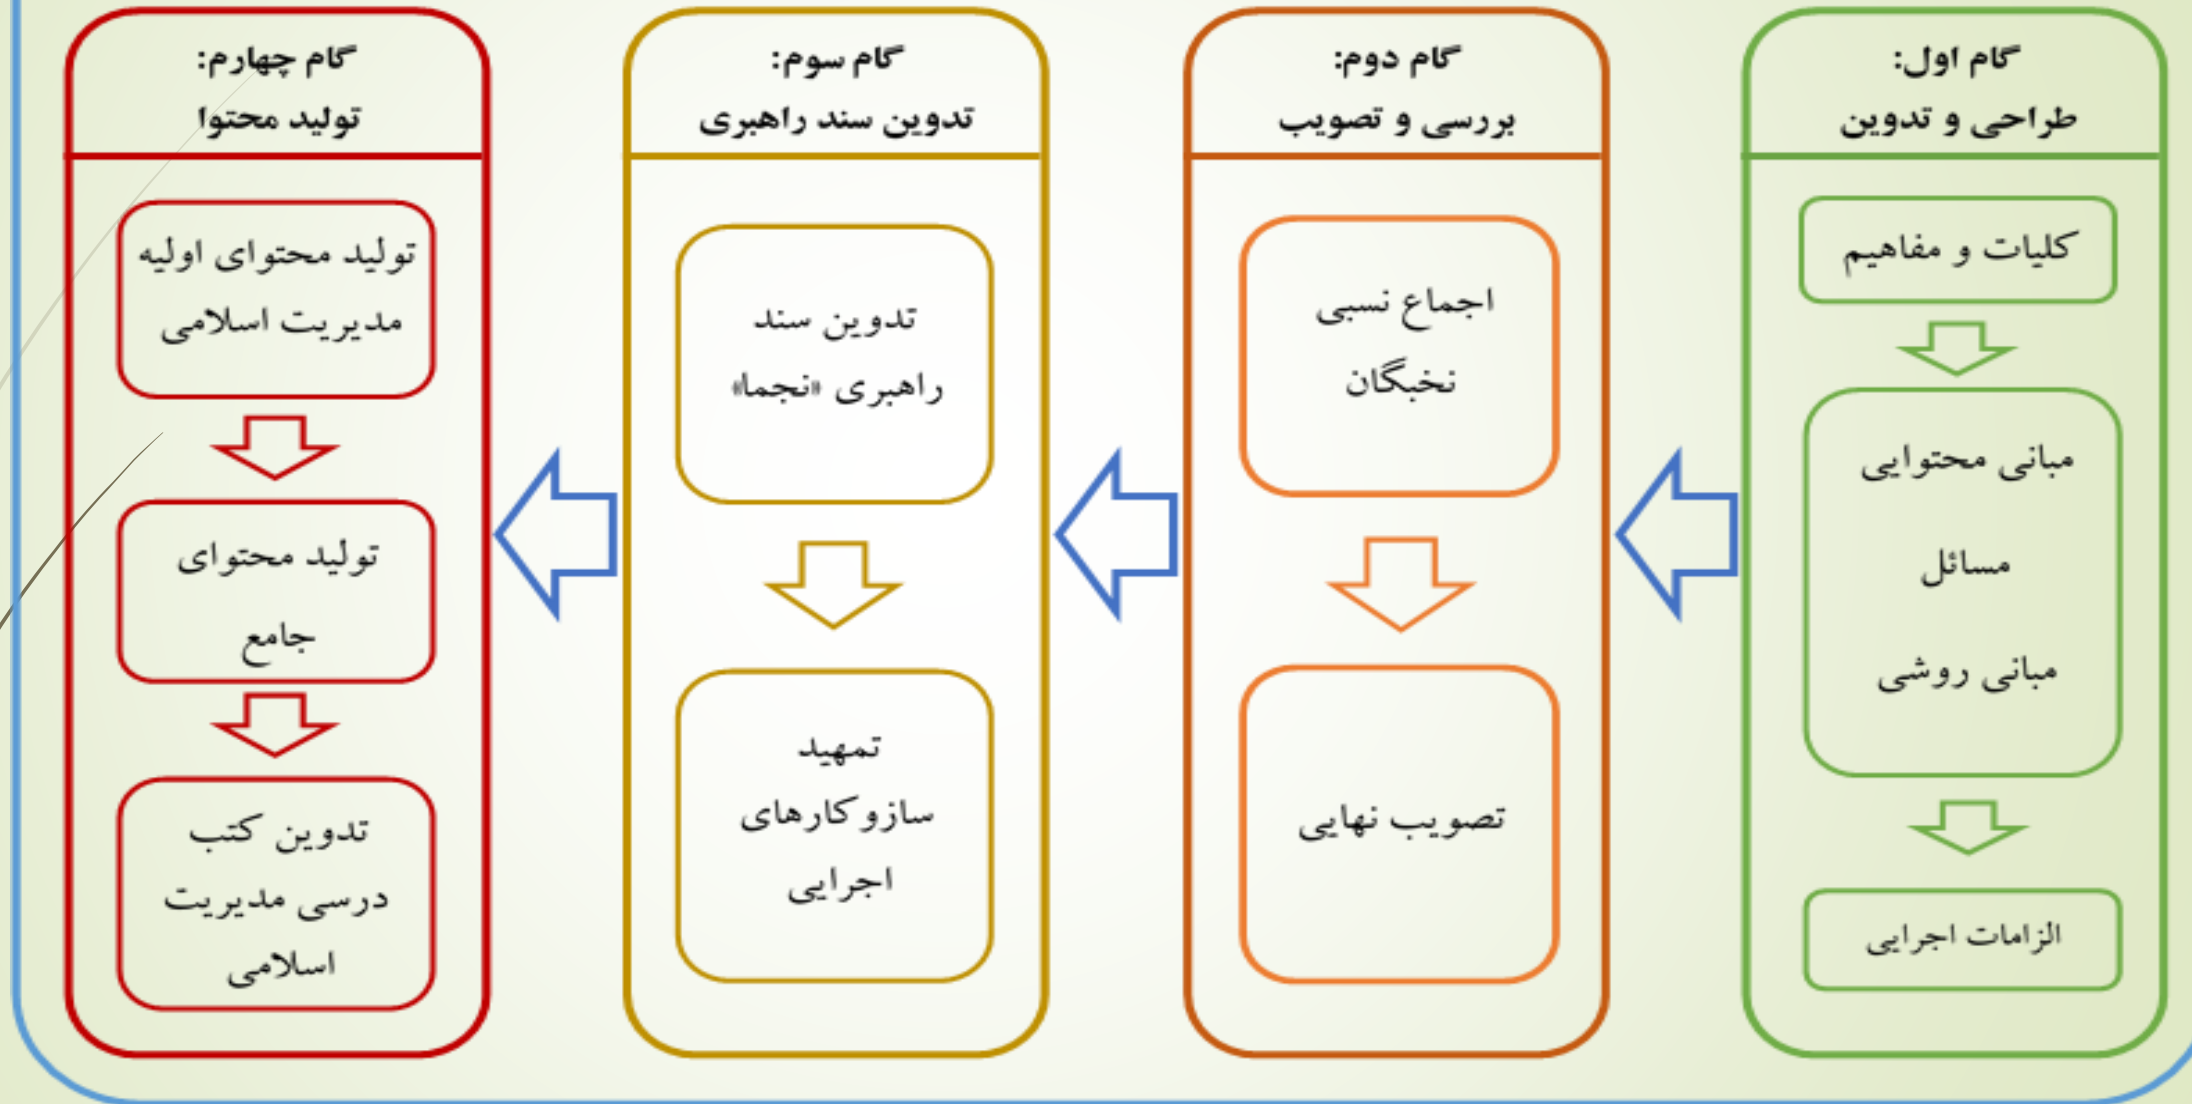 گام اول:
طراحی و تدوین
کلیات و مفاهیم
مبانی محتوایی
مسائل
مبانی روشی
الزامات اجرایی
گام دوم:
بررسی و تصویب
اجماع نسبی
نخبگان
تصویب نهایی
گام سوم:
تدوین سند راهبری
تدوین سند
راهبری «نجما»
تمهید
سازوکارهای
اجرایی
گام چهارم:
تولید محتوا
تولید محتوای اولیه
مدیریت اسلامی
تولید محتوای
جامع
تدوین کتب
درسی مدیریت
اسلامی